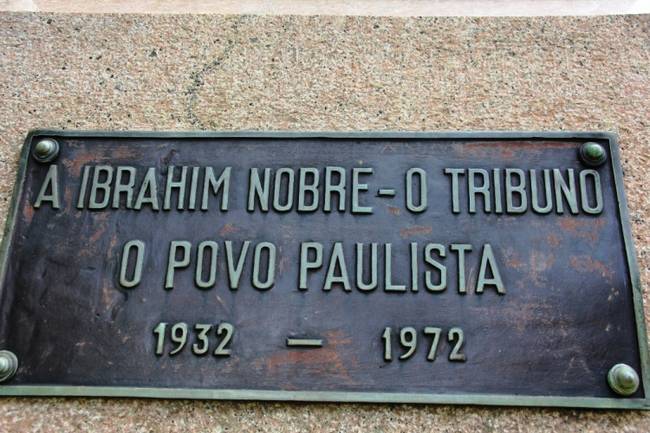 A IBRAHIM NOBRE - O TRIBUNO
O POVO PAULISTA
1932 — 1972